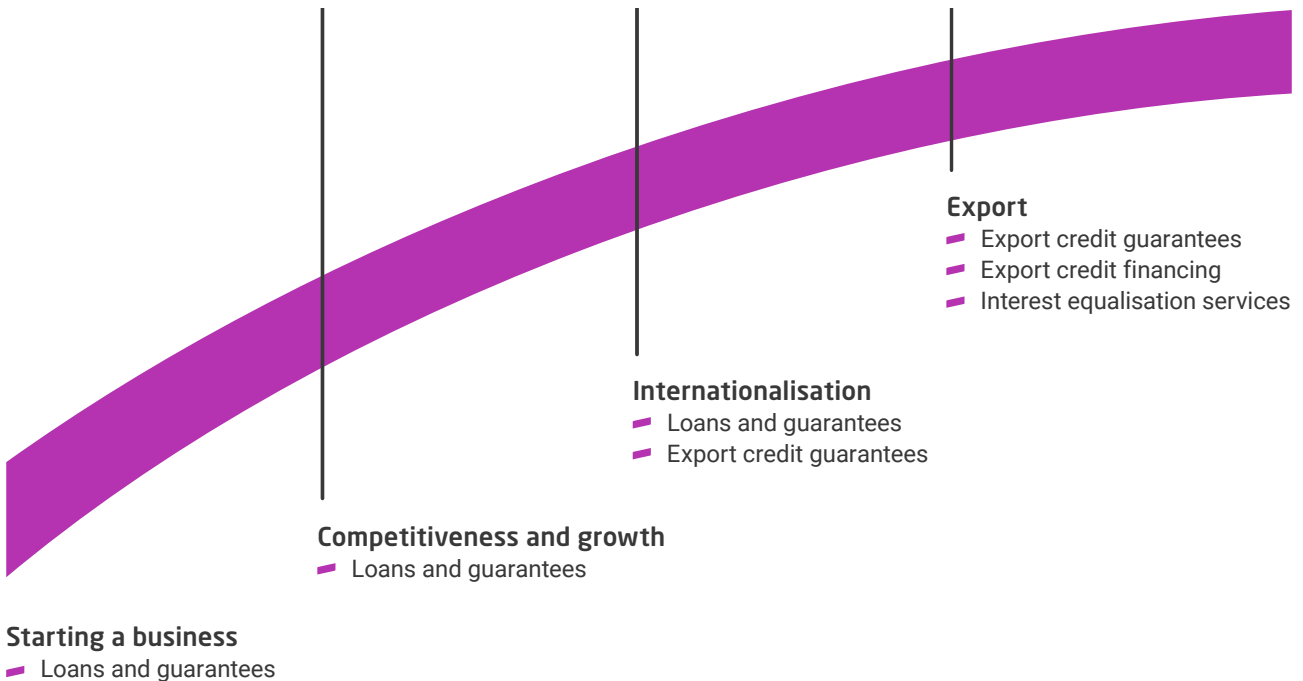 Export
Export credit guarantees
Export credit financing
Interest equalisation services
Internationalisation
Loans and guarantees
Export credit guarantees
Competitiveness and growth
Loans and guarantees
Starting a business
Loans and guarantees